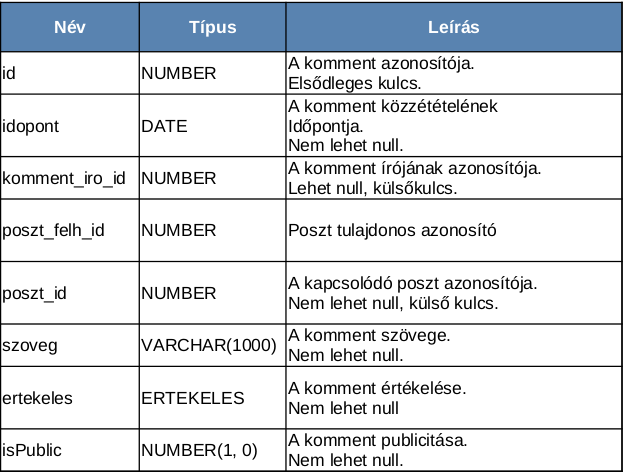 Név Típus Leírás
id NUMBER A komment azonosítója.
Elsődleges kulcs.
idopont DATE A komment közzétételének
Időpontja.
Nem lehet null.
komment_iro_id NUMBER A komment írójának azonosítója.
Lehet null, külsőkulcs.
poszt_felh_id NUMBER Poszt tulajdonos azonosító
poszt_id NUMBER A kapcsolódó poszt azonosítója.
Nem lehet null, külső kulcs.
szoveg VARCHAR(1000) A komment szövege.
Nem lehet null.
ertekeles ERTEKELES A komment értékelése.
Nem lehet null
isPublic NUMBER(1, 0) A komment publicitása.
Nem lehet null.